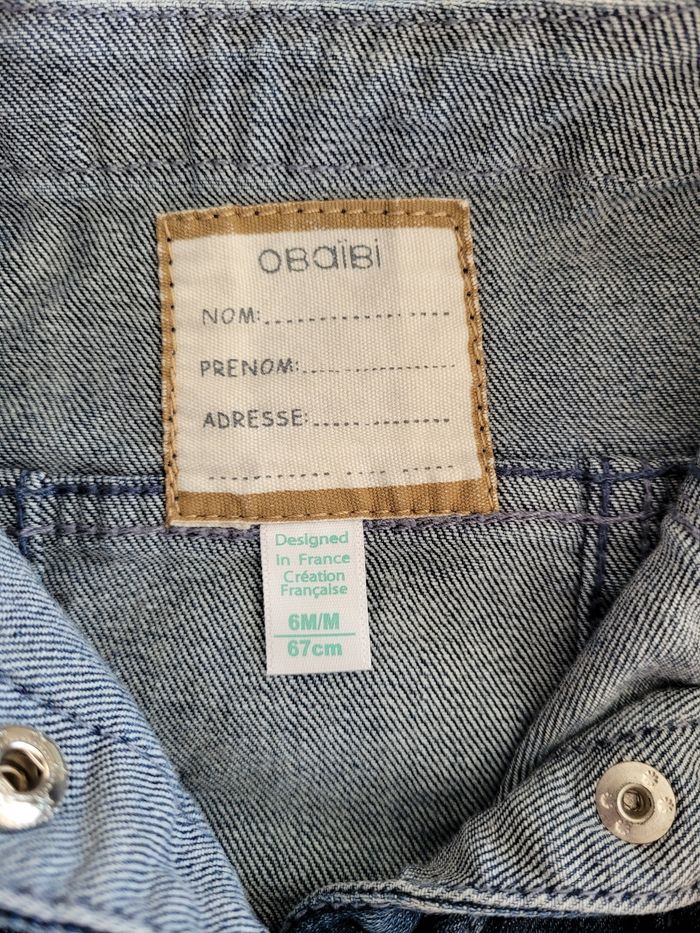 OBaïBi
NOM:
PRENOM:
ADRESSE:
Designed
in France
Création
Française
6M/M
67cm